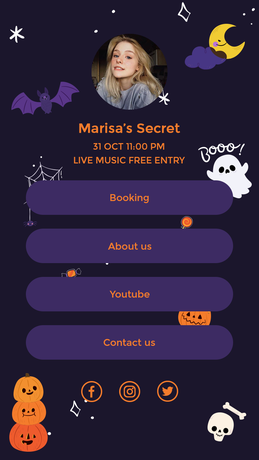 BOOO!
Marisa's Secret
31 OCT 11:00 PM
LIVE MUSIC FREE ENTRY
Booking
About us
Youtube
Contact us